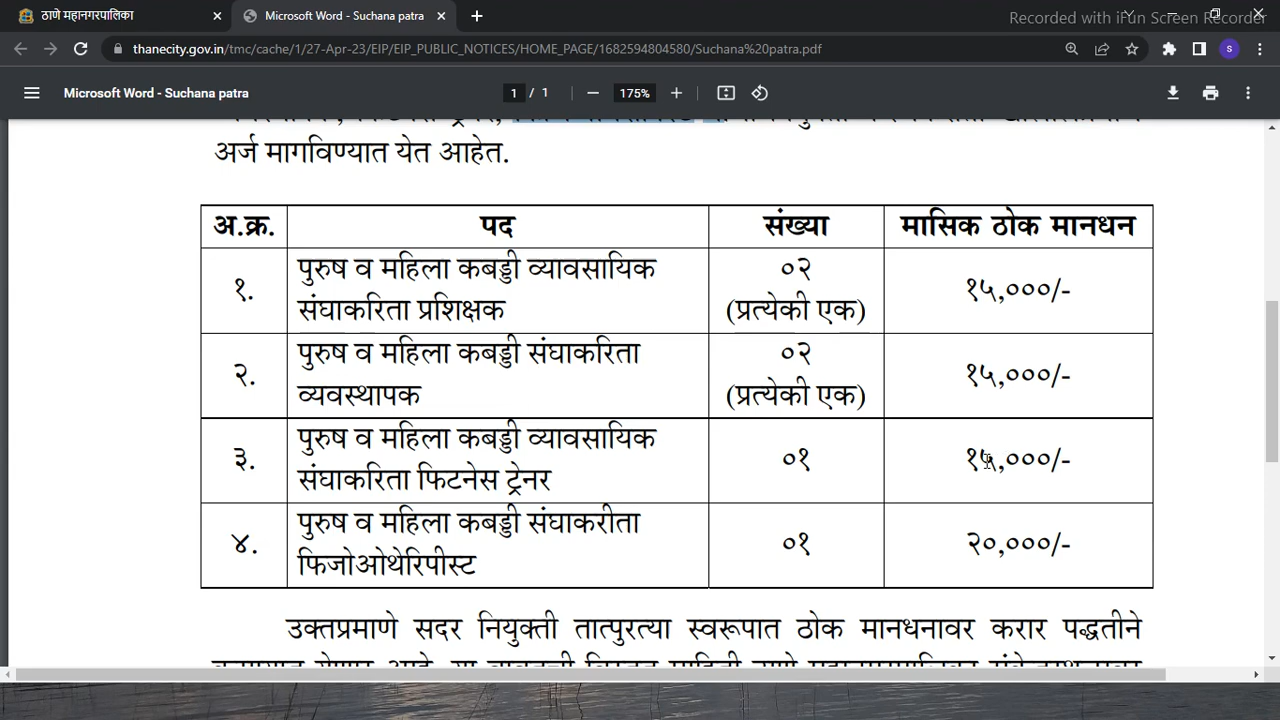 ठाणे महानगरपालिका
Microsoft Word - Suchana patra
Recorded with iFun Screen Recorder
thanecity.gov.in/tmc/cache/1/27-Apr-23/EIP/EIP_PUBLIC_NOTICES/HOME_PAGE/1682594804580/Suchana%20patra.pdf
S
Microsoft Word - Suchana patra
1 / 1
175%
अर्ज मागविण्यात येत आहेत.
अ.क्र. पद संख्या मासिक ठोक मानधन
१. पुरुष व महिला कबड्डी व्यावसायिक संघाकरिता प्रशिक्षक ०२ (प्रत्येकी एक) १५,०००/-
२. पुरुष व महिला कबड्डी संघाकरिता व्यवस्थापक ०२ (प्रत्येकी एक) १५,०००/-
३. पुरुष व महिला कबड्डी व्यावसायिक संघाकरिता फिटनेस ट्रेनर ०१ १५,०००/-
४. पुरुष व महिला कबड्डी संघाकरीता फिजोओथेरिपीस्ट ०१ २०,०००/-
उक्तप्रमाणे सदर नियुक्ती तात्पुरत्या स्वरूपात ठोक मानधनावर करार पद्धतीने